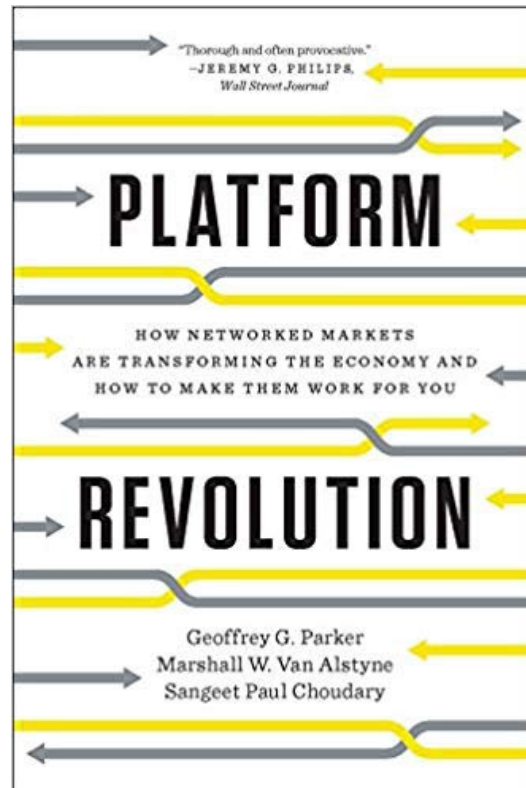 “Thorough and often provocative.”
—JEREMY G. PHILIPS,
Wall Street Journal
PLATFORM
HOW NETWORKED MARKETS
ARE TRANSFORMING THE ECONOMY AND
HOW TO MAKE THEM WORK FOR YOU
REVOLUTION
Geoffrey G. Parker
Marshall W. Van Alstyne
Sangeet Paul Choudary